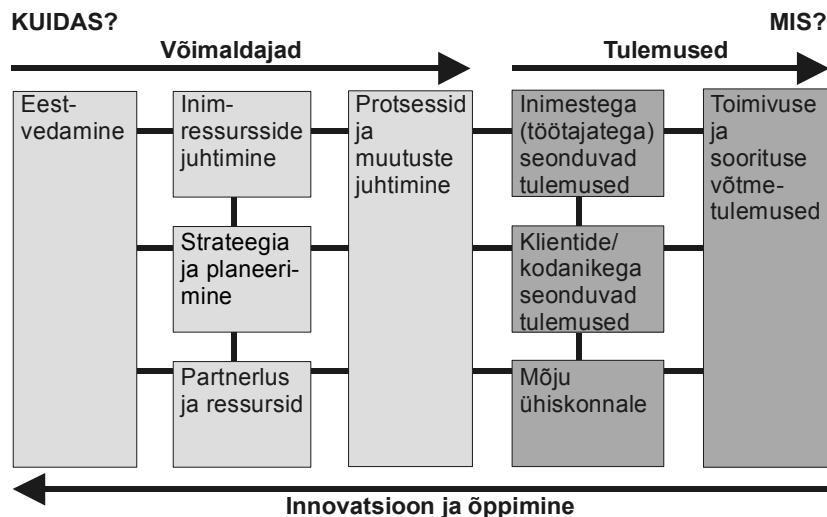 KUIDAS?
MIS?
Võimaldajad
Tulemused
Eest-
vedamine
Inim-
ressursside
juhtimine
Protsessid
ja
muutuste
juhtimine
Inimestega
(töötajatega)
seonduvad
tulemused
Toimivuse
ja
soorituse
võtme-
tulemused
Strateegia
ja planeeri-
mine
Klientide/
kodanikega
seonduvad
tulemused
Partnerlus
ja ressursid
Mõju
ühiskonnale
Innovatsioon ja õppimine